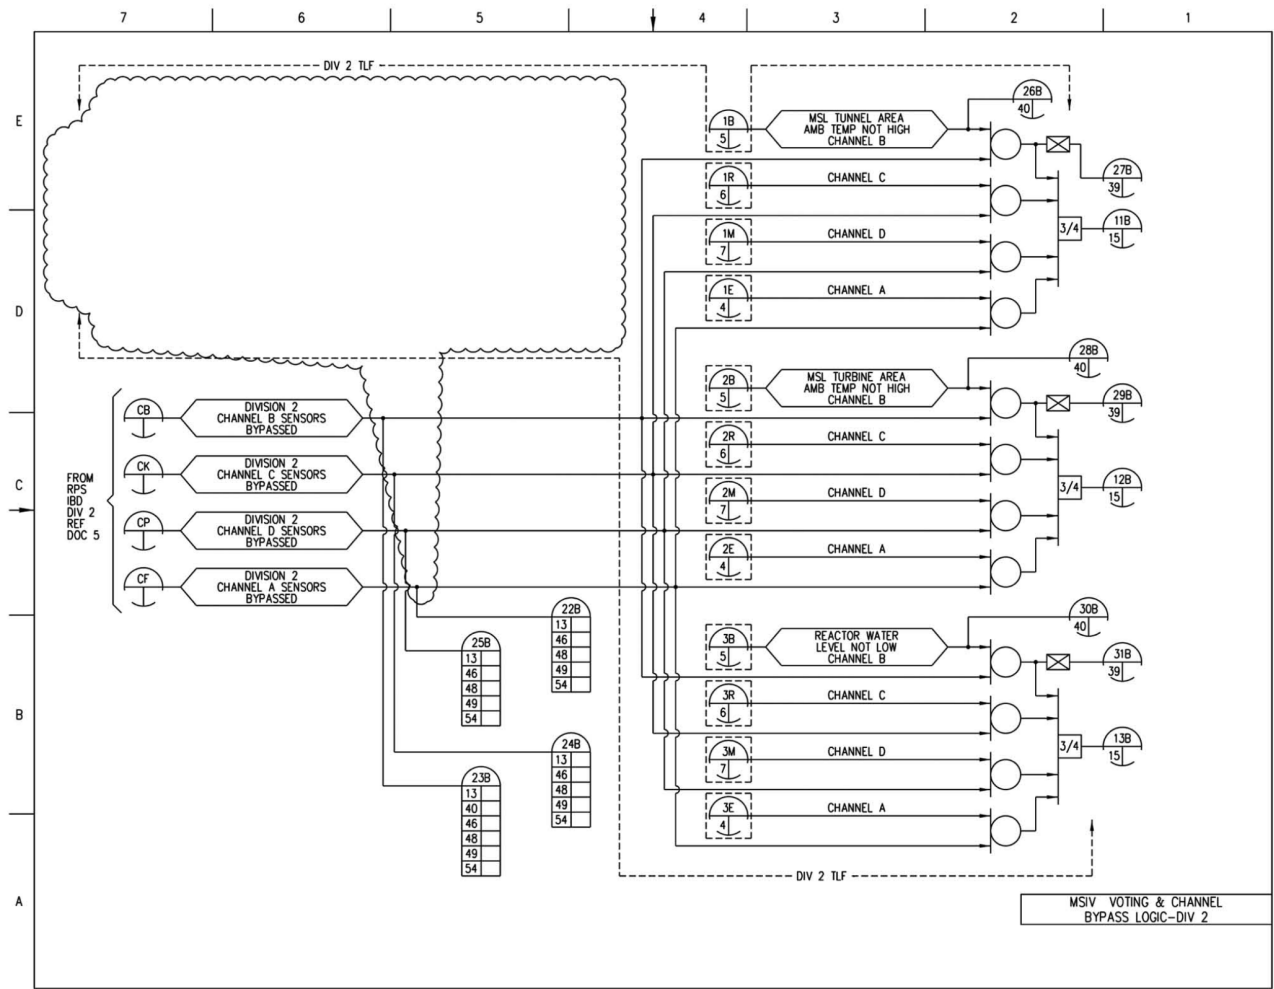 7 6 5 4 3 2 1
E
D
C
B
A
DIV 2 TLF
1B
5
MSL TUNNEL AREA
AMB TEMP NOT HIGH
CHANNEL B
26B
40
1R
6
CHANNEL C
27B
39
1M
7
CHANNEL D
3/4
11B
15
1E
4
CHANNEL A
2B
5
MSL TURBINE AREA
AMB TEMP NOT HIGH
CHANNEL B
28B
40
29B
39
2R
6
CHANNEL C
2M
7
CHANNEL D
3/4
12B
15
2E
4
CHANNEL A
FROM
RPS
IBD
DIV 2
REF
DOC 5
CB
DIVISION 2
CHANNEL B SENSORS
BYPASSED
CK
DIVISION 2
CHANNEL C SENSORS
BYPASSED
CP
DIVISION 2
CHANNEL D SENSORS
BYPASSED
CF
DIVISION 2
CHANNEL A SENSORS
BYPASSED
22B
13
46
48
49
54
25B
13
46
48
49
54
24B
13
46
48
49
54
23B
13
40
46
48
49
54
3B
5
REACTOR WATER
LEVEL NOT LOW
CHANNEL B
30B
40
31B
39
3R
6
CHANNEL C
3M
7
CHANNEL D
3/4
13B
15
3E
4
CHANNEL A
DIV 2 TLF
MSIV VOTING & CHANNEL
BYPASS LOGIC-DIV 2